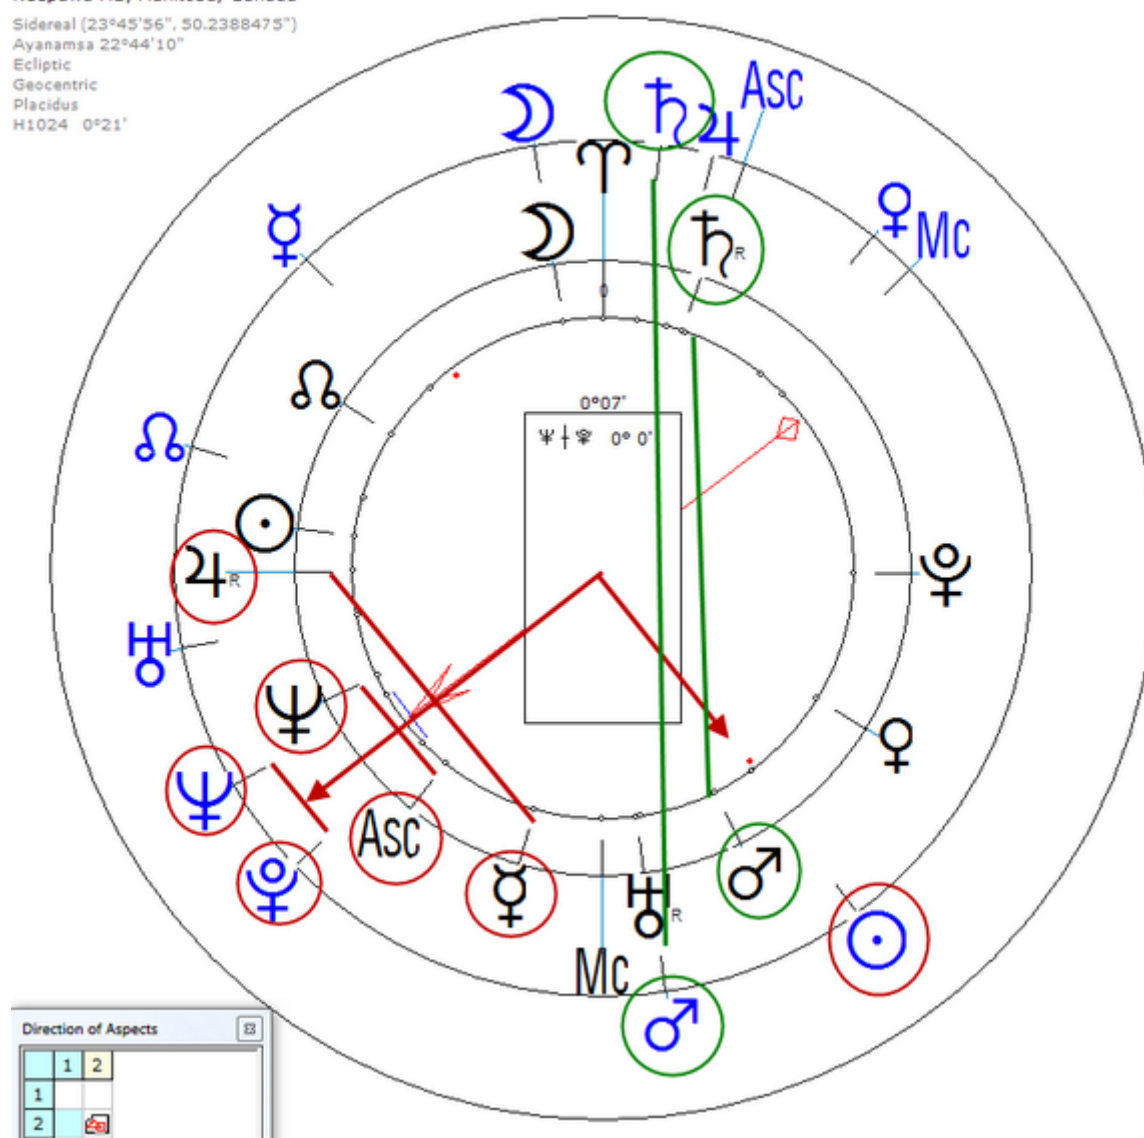 Sidereal (23°45'56", 50.2388475")
Ayanamsa 22°44'10"
Ecliptic
Geocentric
Placidus
H1024 0°21'
☽ ♄ ♃ Asc
♈
☿ ☽ ♄R ♀ Mc
0
☊
0°07'
☊ ♆ 0° 0'
☉
♃R
♅
♆ ♀
♆
Asc
☿ ♅R ♂ ☉
Mc
♂
Direction of Aspects
1 2
1
2